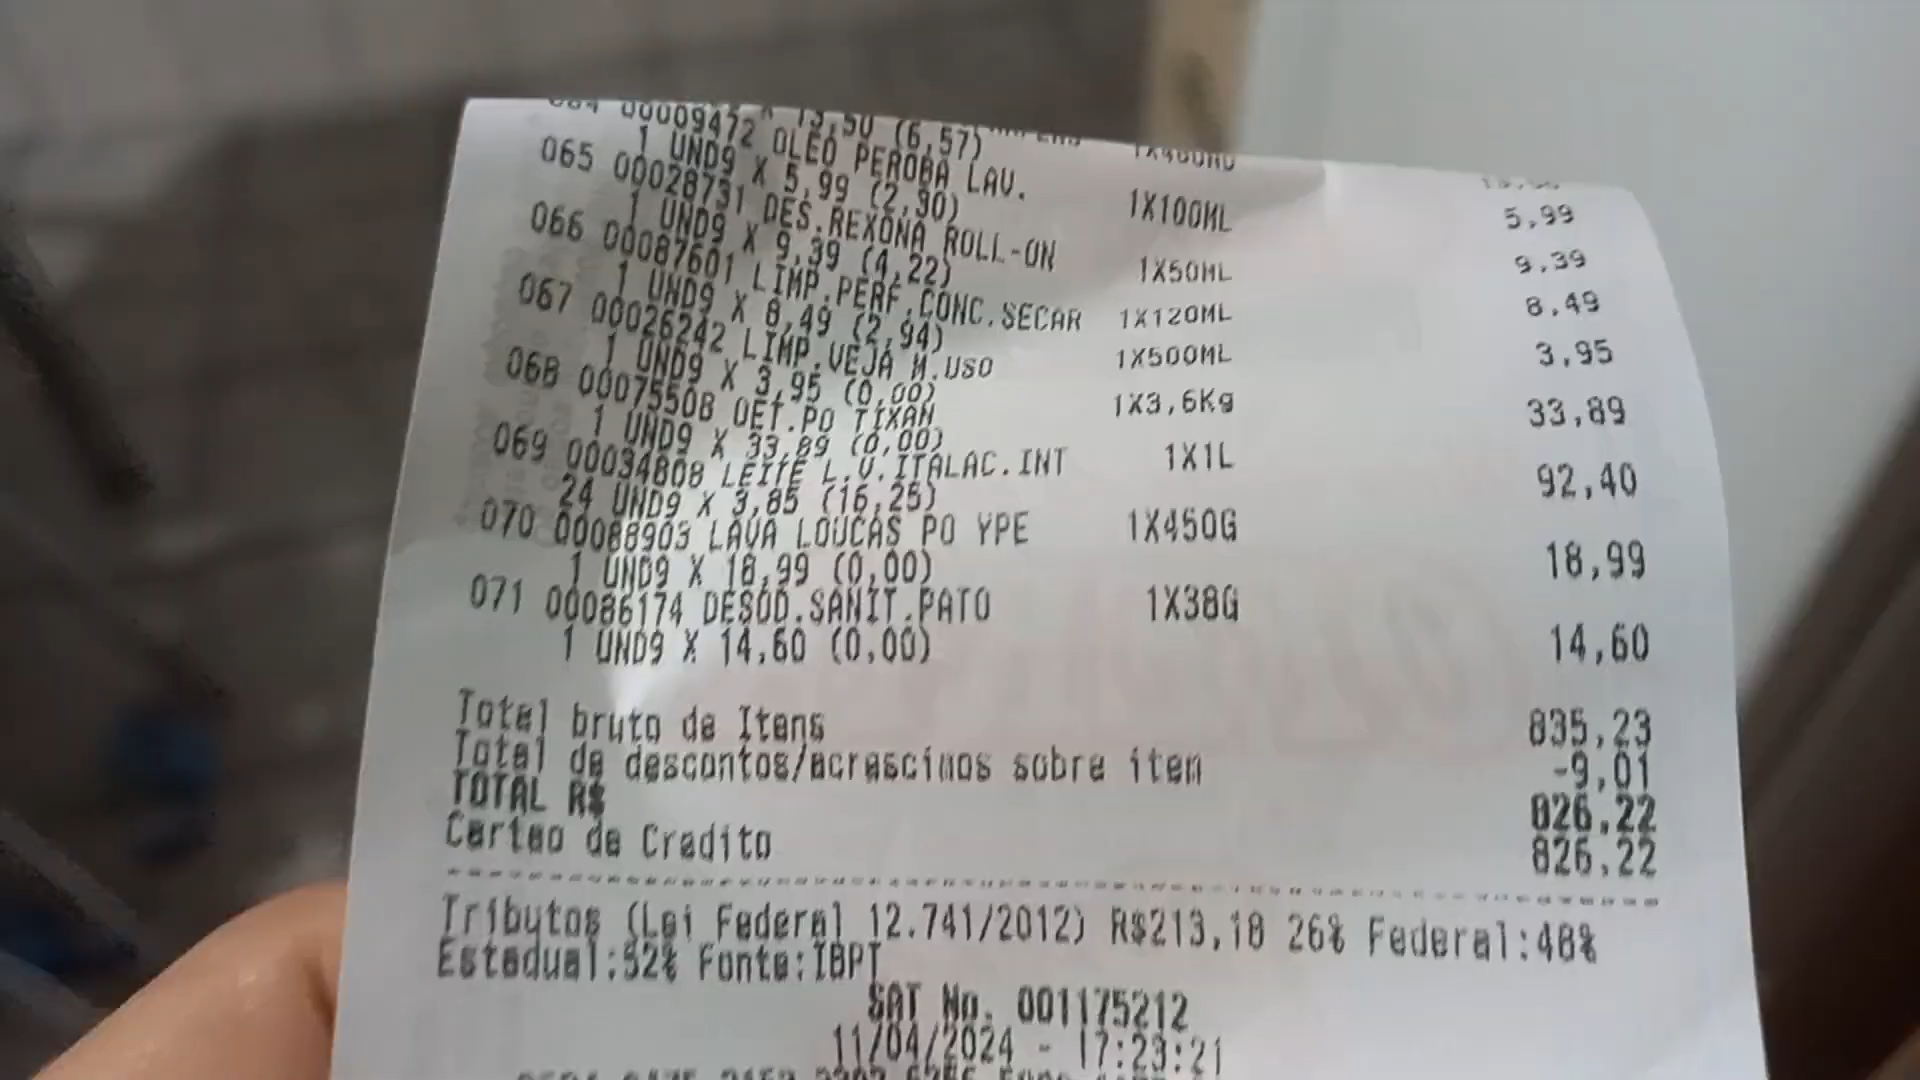 X 13,50 (6,57) 1X400
064 00009472 OLEO PEROBA LAV. 1X100ML 5,99
1 UND9 X 5,99 (2,30)
065 00028731 DES.REXONA ROLL-ON 1X50ML 9,39
1 UND9 X 9,39 (4,22)
066 00087601 LIMP.PERF.CONC.SECAR 1X120ML 8,49
1 UND9 X 8,49 (2,94)
067 00026242 LIMP.VEJA M.USO 1X500ML 3,95
1 UND9 X 3,95 (0,00)
068 00075508 DET.PO TIXAN 1X3,6Kg 33,89
1 UND9 X 33,89 (0,00)
069 00034808 LEITE L.V.ITALAC.INT 1X1L 92,40
24 UND9 X 3,85 (16,25)
070 00088903 LAVA LOUCAS PO YPE 1X450G 18,99
1 UND9 X 18,99 (0,00)
071 00086174 DESOD.SANIT.PATO 1X38G 14,60
1 UND9 X 14,60 (0,00)
Total bruto de Itens 835,23
Total de descontos/acrescimos sobre item -9,01
TOTAL R$ 826,22
Cartao de Credito 826,22
Tributos (Lei Federal 12.741/2012) R$213,18 26% Federal:48%
Estadual:52% Fonte:IBPT
SAT No. 001175212
11/04/2024 - 17:23:21